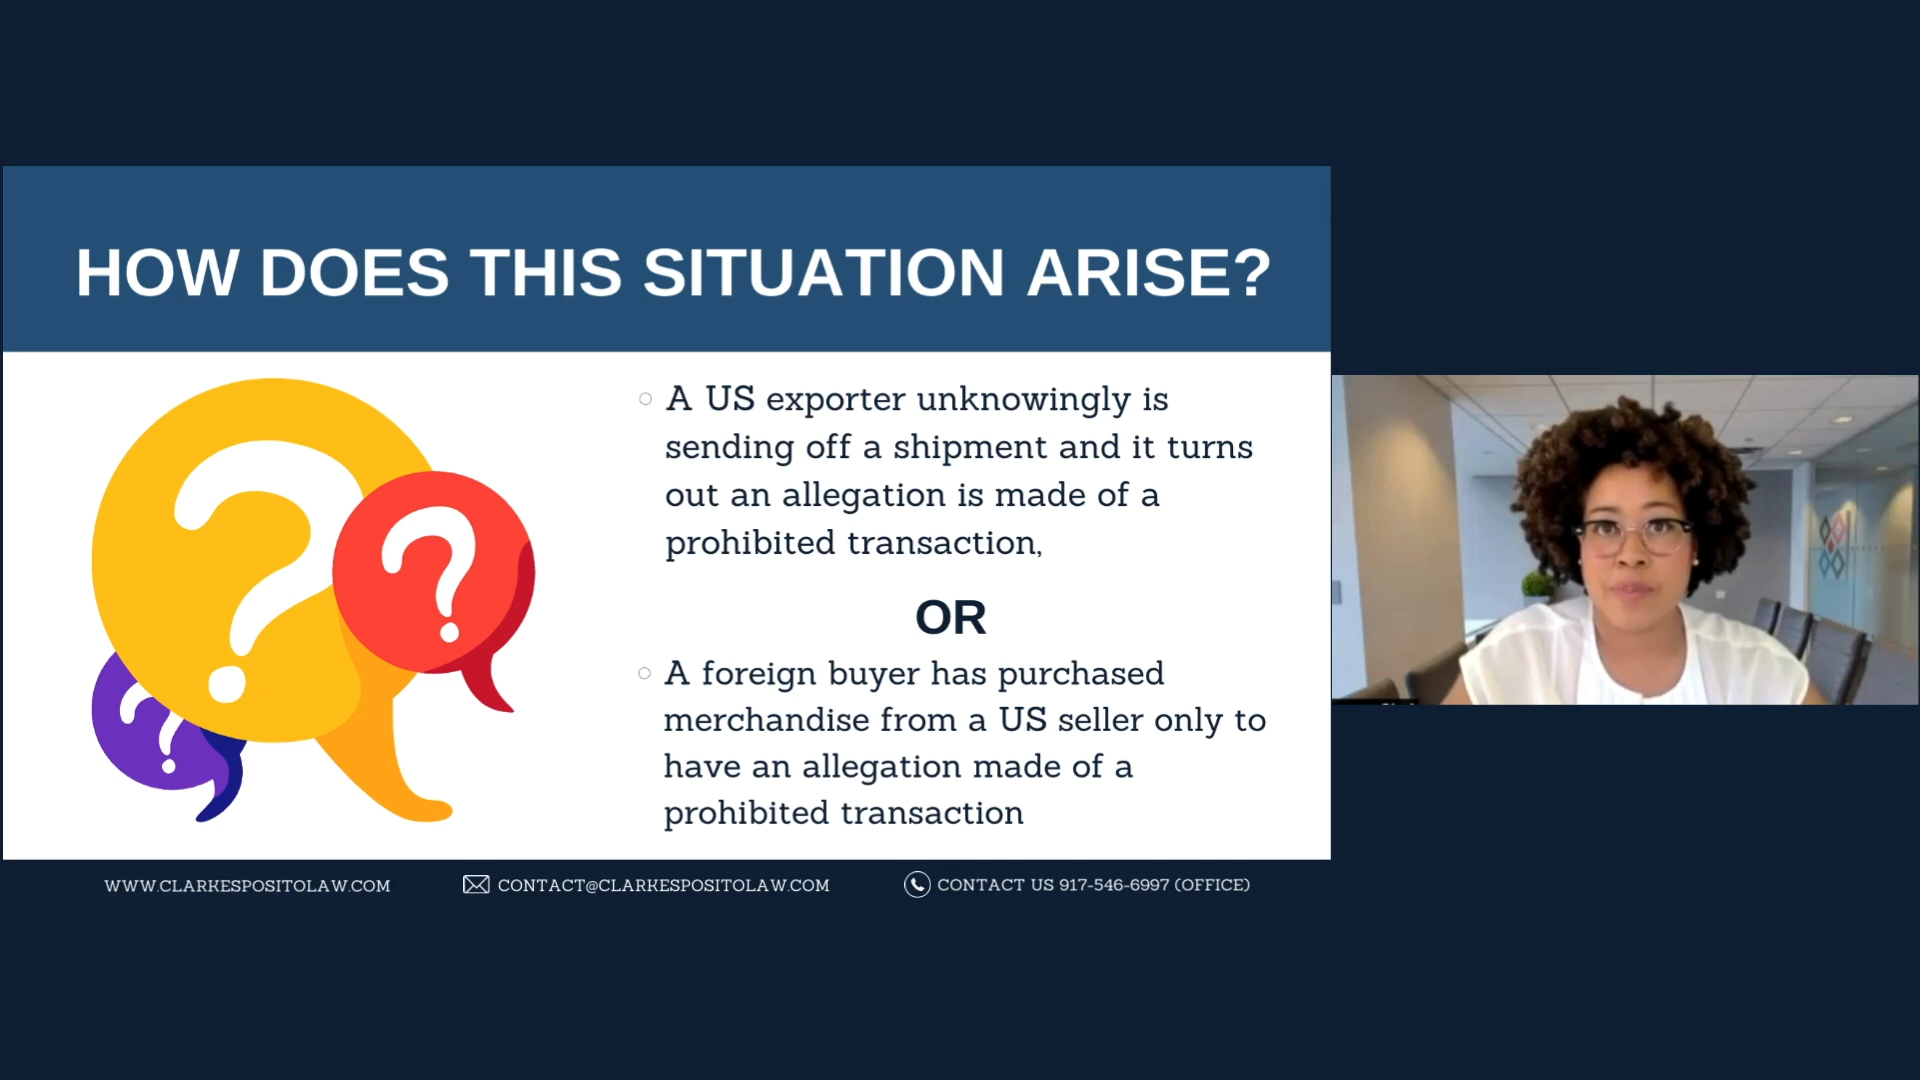 HOW DOES THIS SITUATION ARISE?
A US exporter unknowingly is
sending off a shipment and it turns
out an allegation is made of a
prohibited transaction,
OR
A foreign buyer has purchased
merchandise from a US seller only to
have an allegation made of a
prohibited transaction
WWW.CLARKESPOSITOLAW.COM
CONTACT@CLARKESPOSITOLAW.COM
CONTACT US 917-546-6997 (OFFICE)